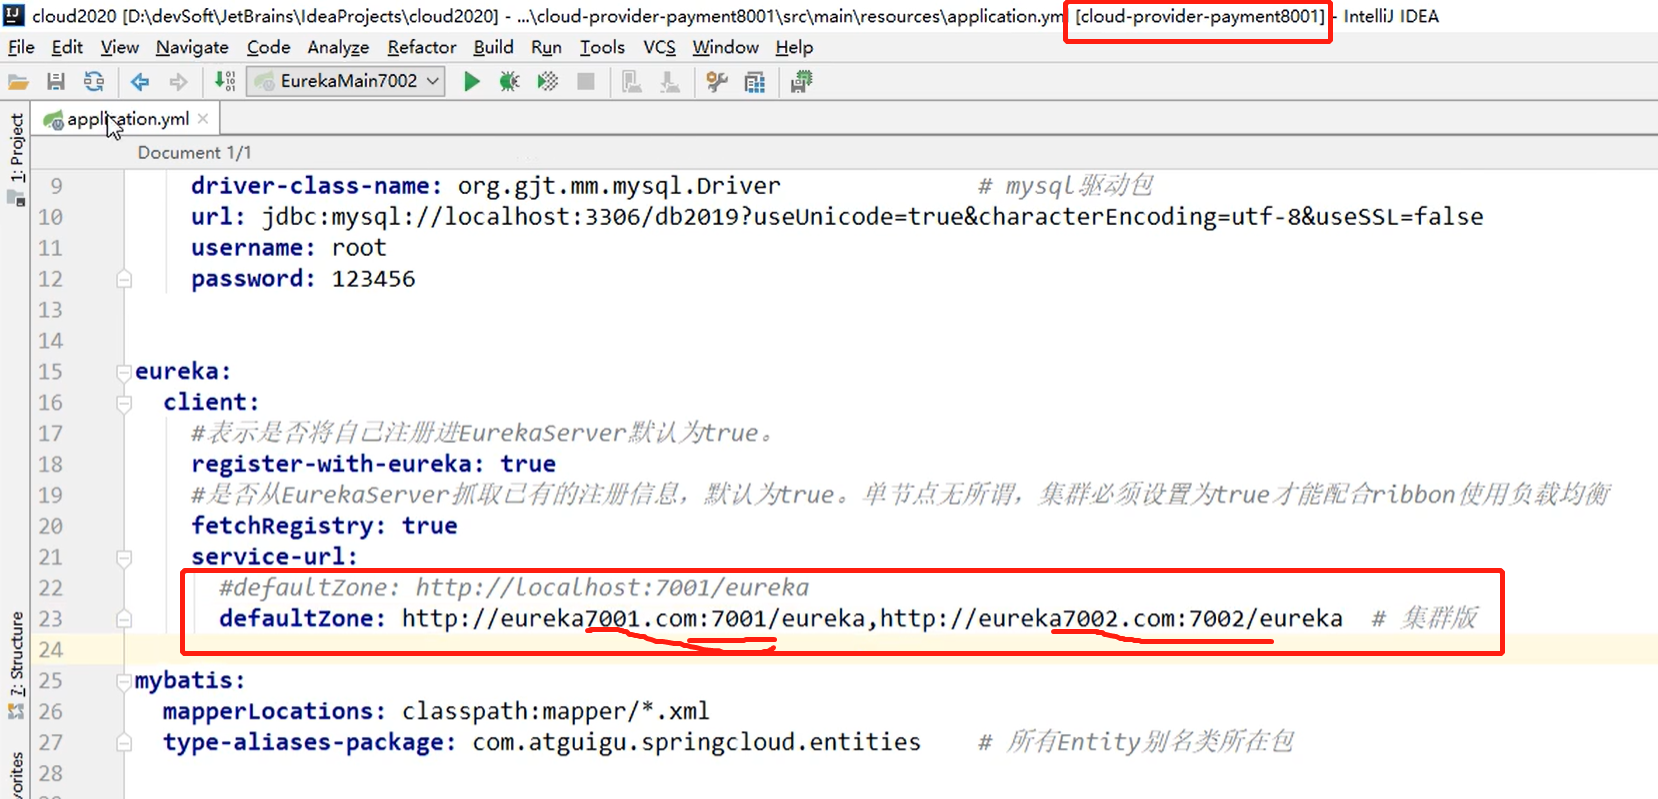 cloud2020 [D:\devSoft\JetBrains\IdeaProjects\cloud2020] - ...\cloud-provider-payment8001\src\main\resources\application.yml [cloud-provider-payment8001] - IntelliJ IDEA
File Edit View Navigate Code Analyze Refactor Build Run Tools VCS Window Help
EurekaMain7002
application.yml
1: Project
Document 1/1
9 driver-class-name: org.gjt.mm.mysql.Driver # mysql驱动包
10 url: jdbc:mysql://localhost:3306/db2019?useUnicode=true&characterEncoding=utf-8&useSSL=false
11 username: root
12 password: 123456
13
14
15 eureka:
16 client:
17 #表示是否将自己注册进EurekaServer默认为true。
18 register-with-eureka: true
19 #是否从EurekaServer抓取已有的注册信息，默认为true。单节点无所谓，集群必须设置为true才能配合ribbon使用负载均衡
20 fetchRegistry: true
21 service-url:
22 #defaultZone: http://localhost:7001/eureka
23 defaultZone: http://eureka7001.com:7001/eureka,http://eureka7002.com:7002/eureka # 集群版
24
25 mybatis:
26 mapperLocations: classpath:mapper/*.xml
27 type-aliases-package: com.atguigu.springcloud.entities # 所有Entity别名类所在包
28
7: Structure